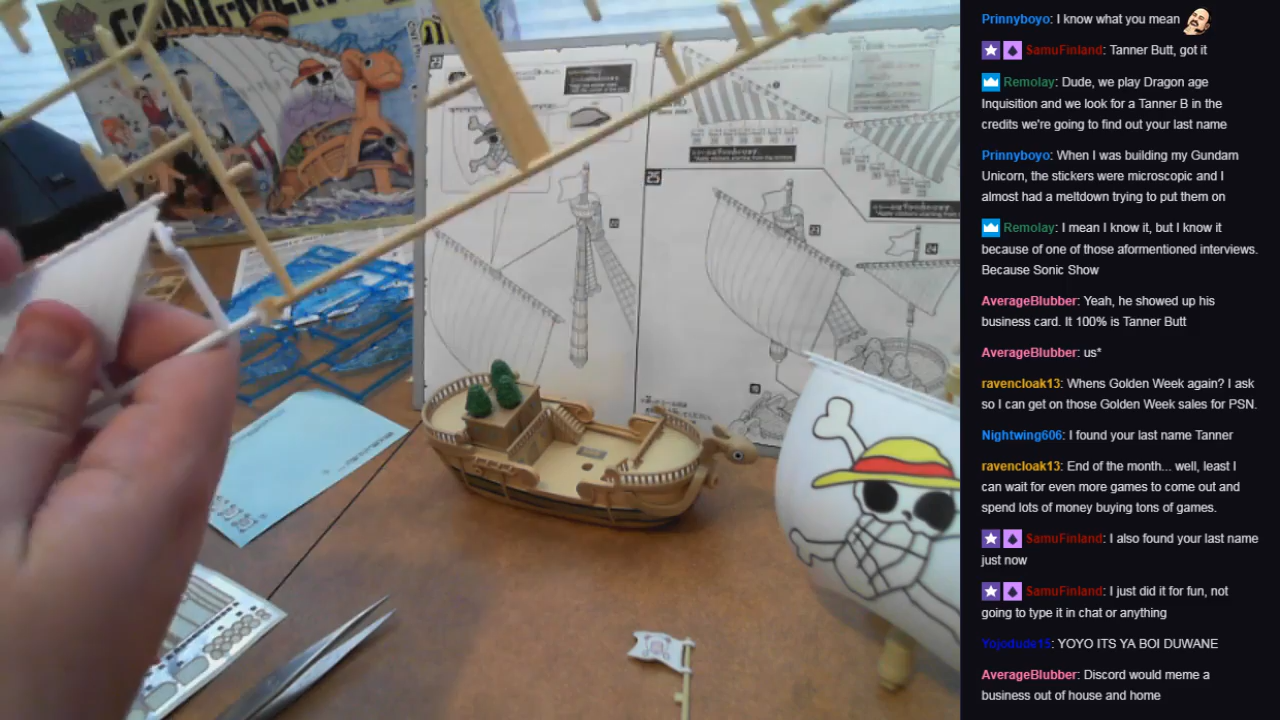 GOING MERRY
25
23
24
Prinnyboyo: I know what you mean
SamuFinland: Tanner Butt, got it
Remolay: Dude, we play Dragon age
Inquisition and we look for a Tanner B in the
credits we're going to find out your last name
Prinnyboyo: When I was building my Gundam
Unicorn, the stickers were microscopic and I
almost had a meltdown trying to put them on
Remolay: I mean I know it, but I know it
because of one of those aformentioned interviews.
Because Sonic Show
AverageBlubber: Yeah, he showed up his
business card. It 100% is Tanner Butt
AverageBlubber: us*
ravencloak13: Whens Golden Week again? I ask
so I can get on those Golden Week sales for PSN.
Nightwing606: I found your last name Tanner
ravencloak13: End of the month... well, least I
can wait for even more games to come out and
spend lots of money buying tons of games.
SamuFinland: I also found your last name
just now
SamuFinland: I just did it for fun, not
going to type it in chat or anything
Yojodude15: YOYO ITS YA BOI DUWANE
AverageBlubber: Discord would meme a
business out of house and home